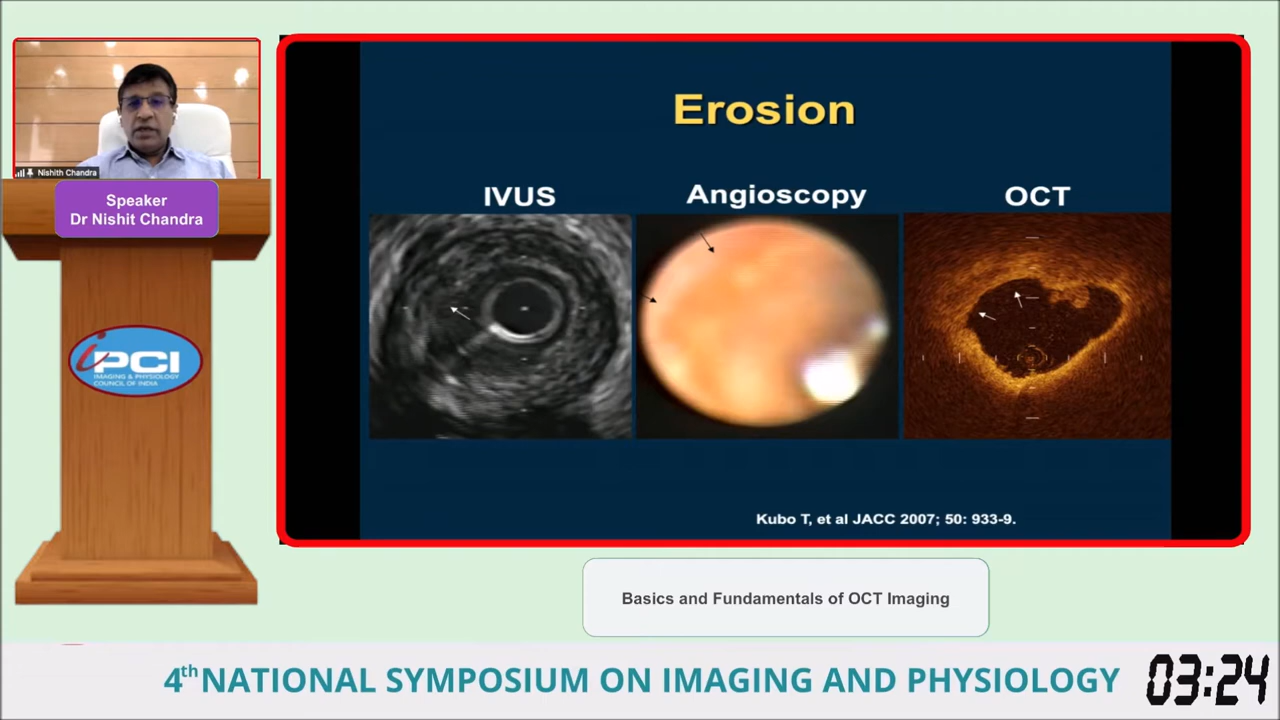 Nishith Chandra
Speaker
Dr Nishit Chandra
iPCI
IMAGING & PHYSIOLOGY
COUNCIL OF INDIA
Erosion
IVUS
Angioscopy
OCT
Kubo T, et al JACC 2007; 50: 933-9.
Basics and Fundamentals of OCT Imaging
4th NATIONAL SYMPOSIUM ON IMAGING AND PHYSIOLOGY
03:24